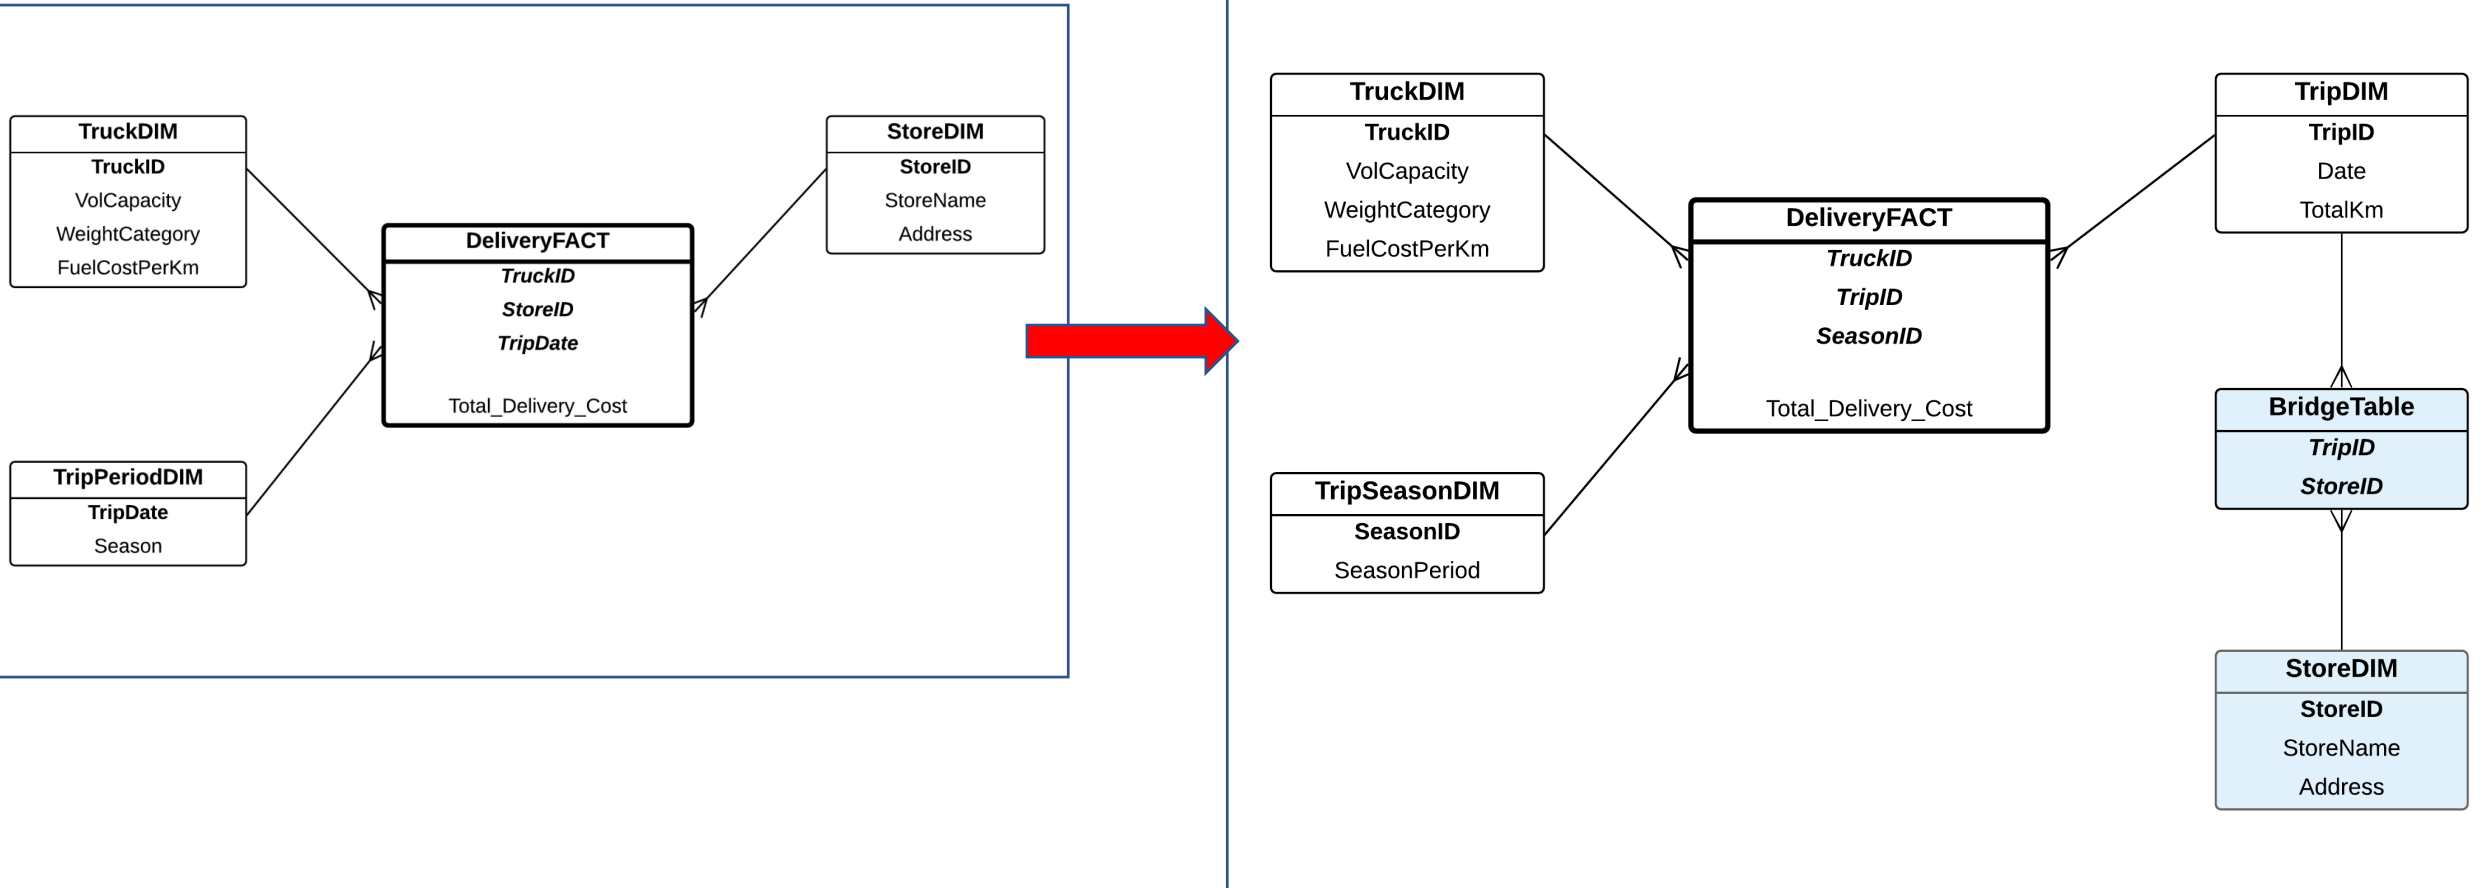 TruckDIM
TruckID
VolCapacity
WeightCategory
FuelCostPerKm
StoreDIM
StoreID
StoreName
Address
DeliveryFACT
TruckID
StoreID
TripDate
Total_Delivery_Cost
TripPeriodDIM
TripDate
Season
TruckDIM
TruckID
VolCapacity
WeightCategory
FuelCostPerKm
TripDIM
TripID
Date
TotalKm
DeliveryFACT
TruckID
TripID
SeasonID
Total_Delivery_Cost
TripSeasonDIM
SeasonID
SeasonPeriod
BridgeTable
TripID
StoreID
StoreDIM
StoreID
StoreName
Address